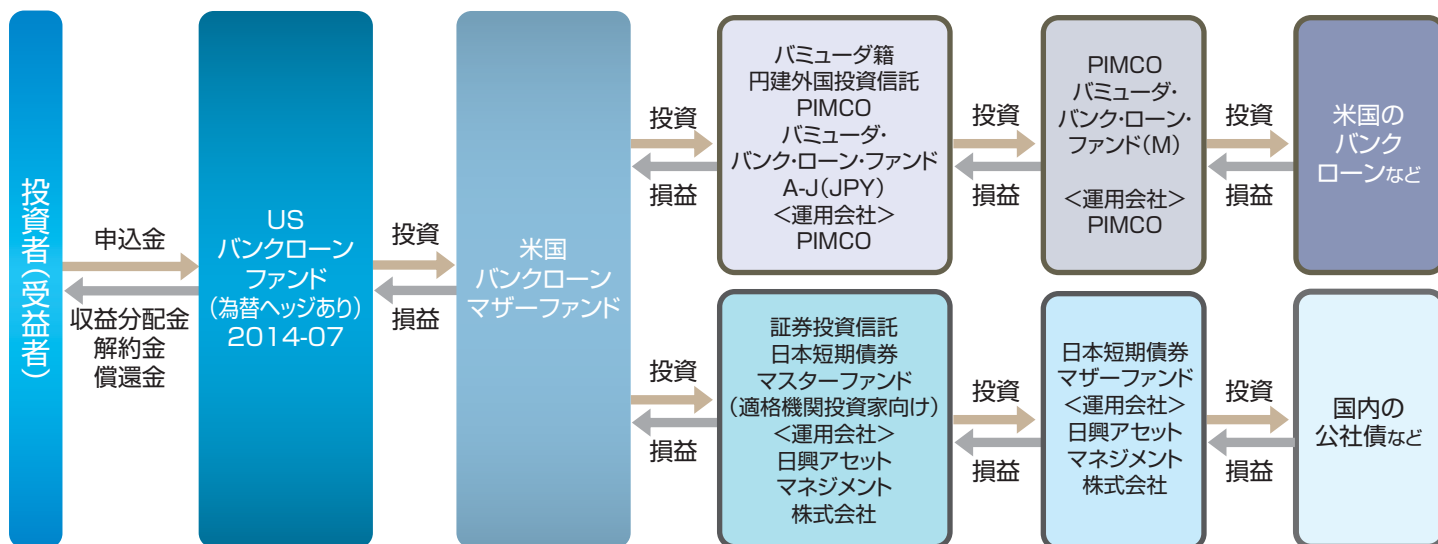 投資者(受益者)
申込金
収益分配金
解約金
償還金
US
バンクローン
ファンド
(為替ヘッジあり)
2014-07
投資
損益
米国
バンクローン
マザーファンド
投資
損益
バミューダ籍
円建外国投資信託
PIMCO
バミューダ・
バンク・ローン・ファンド
A-J(JPY)
<運用会社>
PIMCO
投資
損益
PIMCO
バミューダ・
バンク・ローン・
ファンド(M)
<運用会社>
PIMCO
投資
損益
米国の
バンク
ローンなど
投資
損益
証券投資信託
日本短期債券
マスターファンド
(適格機関投資家向け)
<運用会社>
日興アセット
マネジメント
株式会社
投資
損益
日本短期債券
マザーファンド
<運用会社>
日興アセット
マネジメント
株式会社
投資
損益
国内の
公社債など